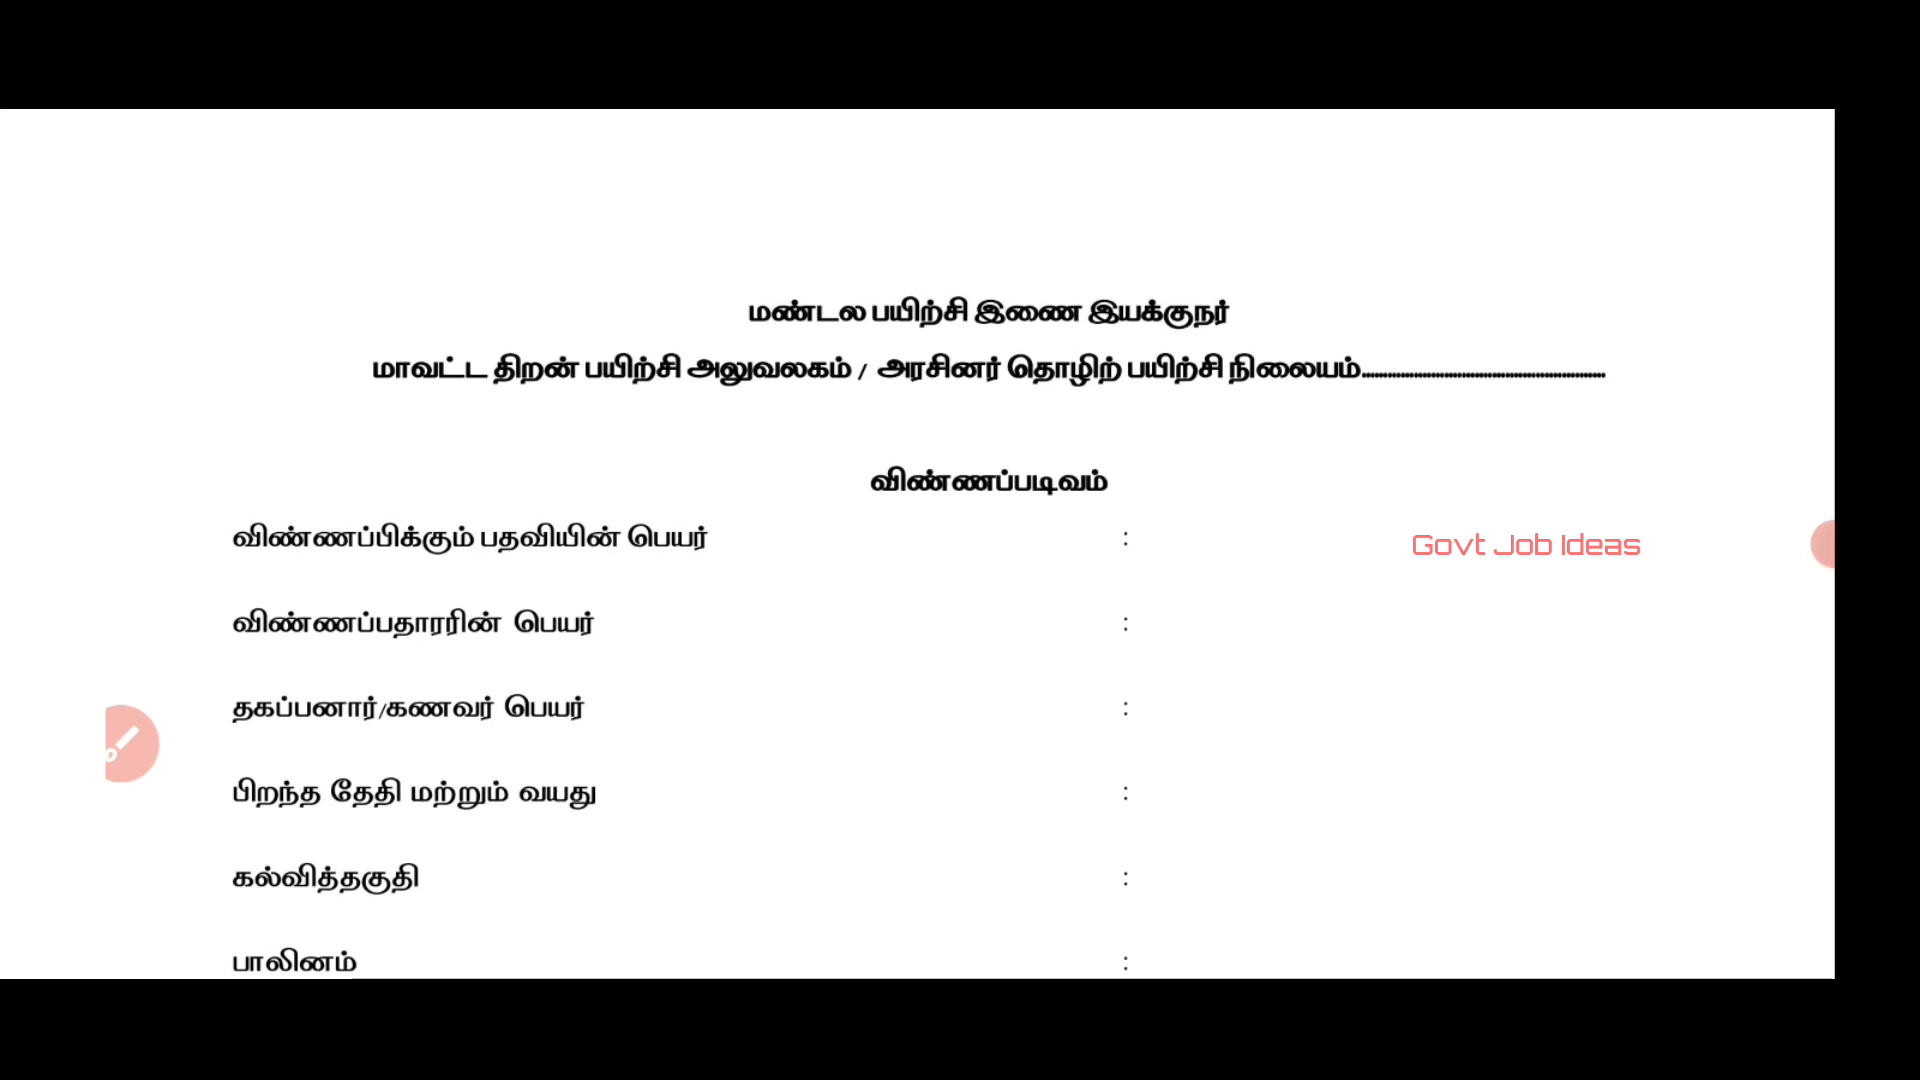 மண்டல பயிற்சி இணை இயக்குநர்
மாவட்ட திறன் பயிற்சி அலுவலகம் / அரசினர் தொழிற் பயிற்சி நிலையம்........................................................
விண்ணப்படிவம்
விண்ணப்பிக்கும் பதவியின் பெயர் :
Govt Job Ideas
விண்ணப்பதாரரின் பெயர் :
தகப்பனார்/கணவர் பெயர் :
பிறந்த தேதி மற்றும் வயது :
கல்வித்தகுதி :
பாலினம் :